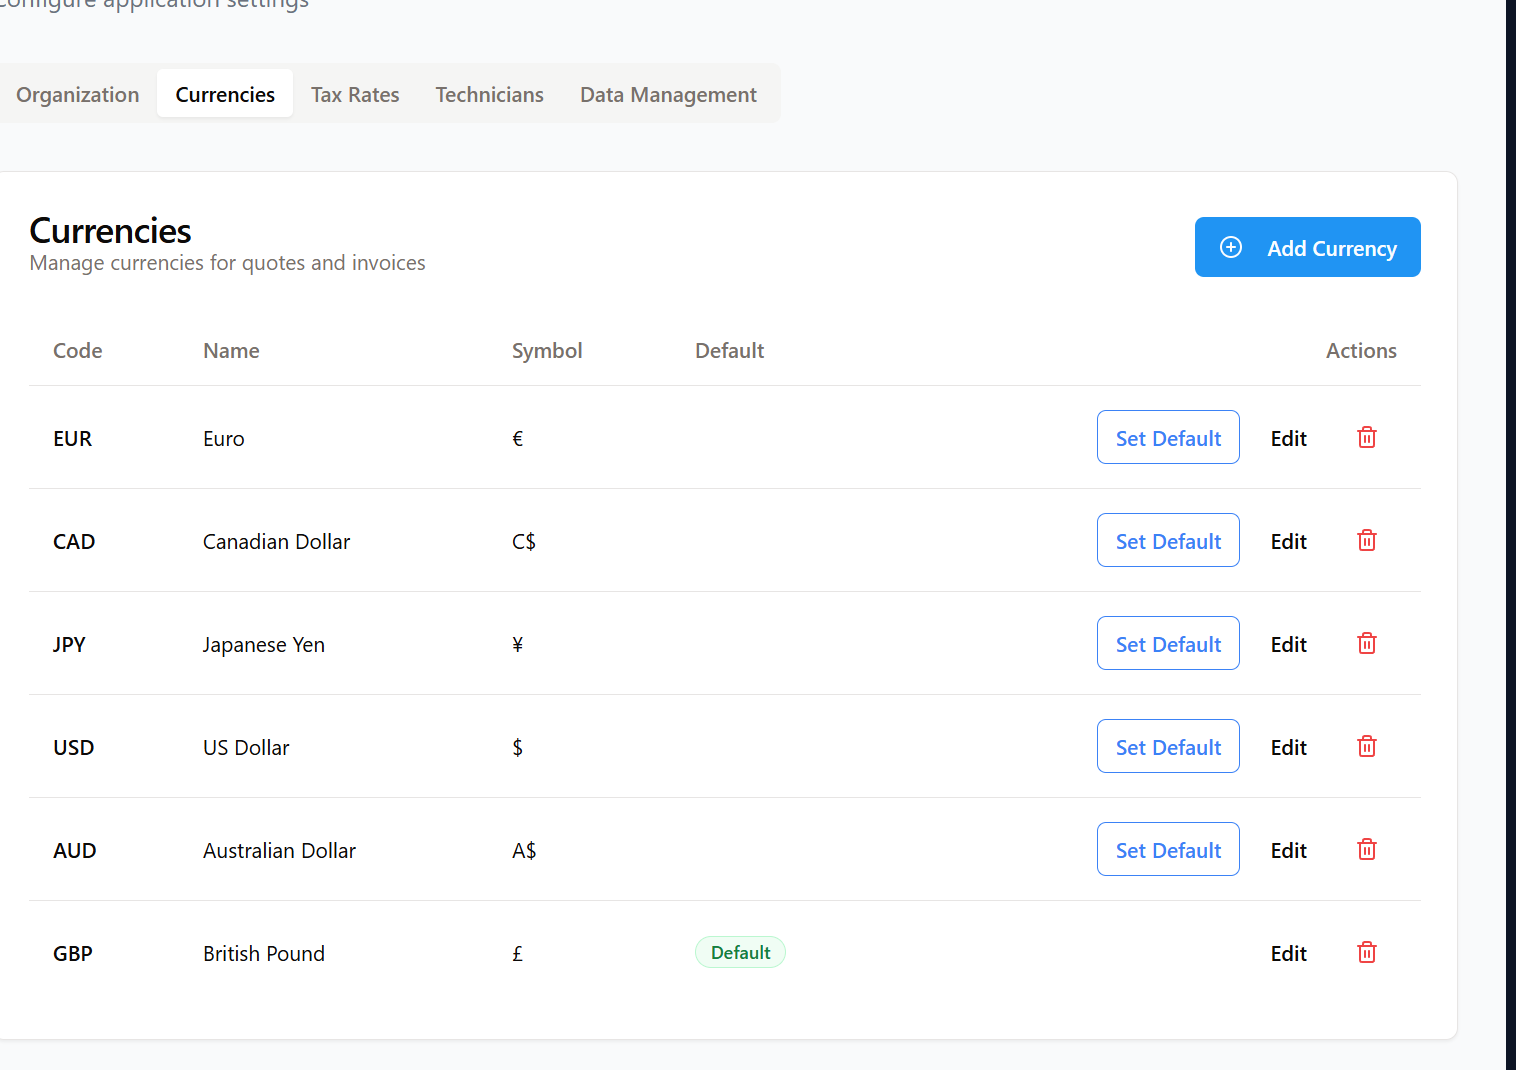 configure application settings
Organization Currencies Tax Rates Technicians Data Management
Currencies
Manage currencies for quotes and invoices
Add Currency
Code Name Symbol Default Actions
EUR Euro € Set Default Edit
CAD Canadian Dollar C$ Set Default Edit
JPY Japanese Yen ¥ Set Default Edit
USD US Dollar $ Set Default Edit
AUD Australian Dollar A$ Set Default Edit
GBP British Pound £ Default Edit